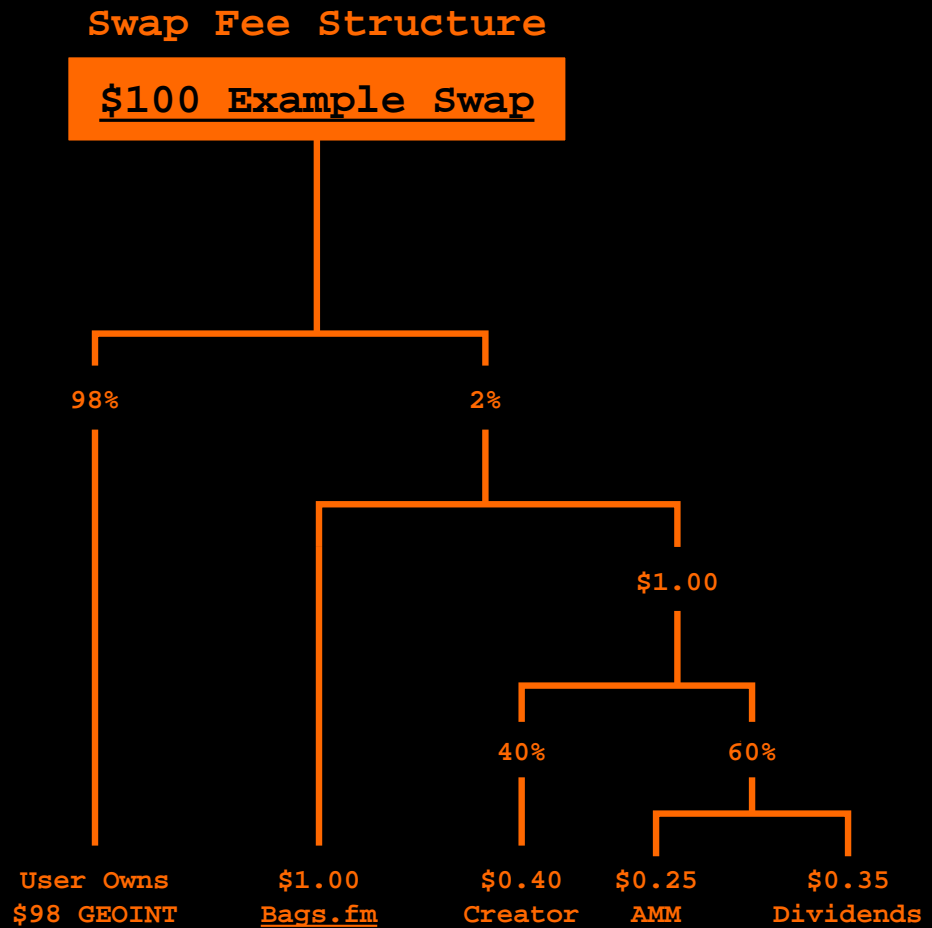 Swap Fee Structure
$100 Example Swap
98%
2%
$1.00
40%
60%
User Owns
$98 GEOINT
$1.00
Bags.fm
$0.40
Creator
$0.25
AMM
$0.35
Dividends